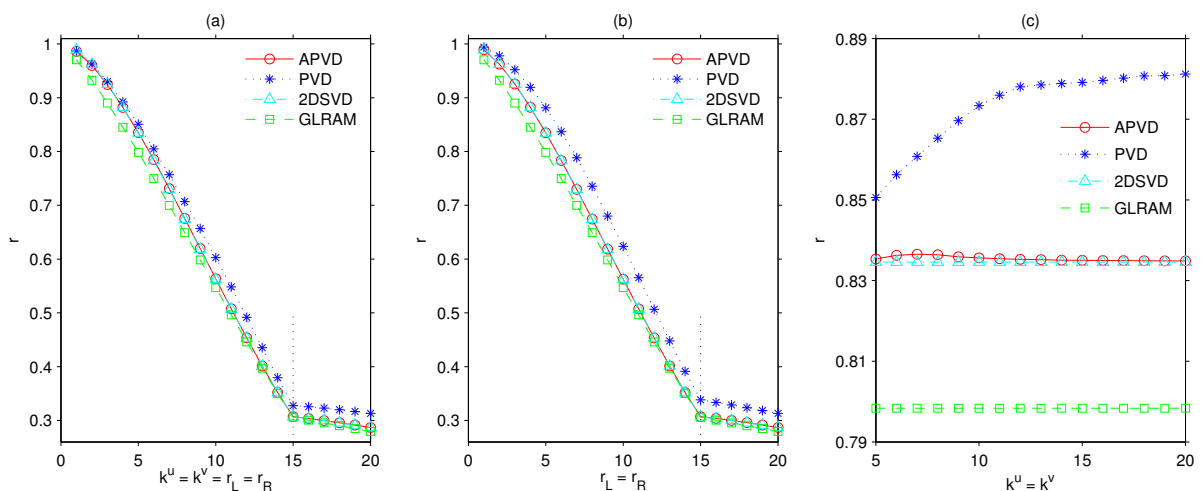 (a)
1
0.9
0.8
0.7
0.6
0.5
0.4
0.3
r
0
5
10
15
20
k^u = k^v = r_L = r_R
APVD
PVD
2DSVD
GLRAM
(b)
1
0.9
0.8
0.7
0.6
0.5
0.4
0.3
r
0
5
10
15
20
r_L = r_R
APVD
PVD
2DSVD
GLRAM
(c)
0.89
0.87
0.85
0.83
0.81
0.79
r
5
10
15
20
k^u = k^v
APVD
PVD
2DSVD
GLRAM